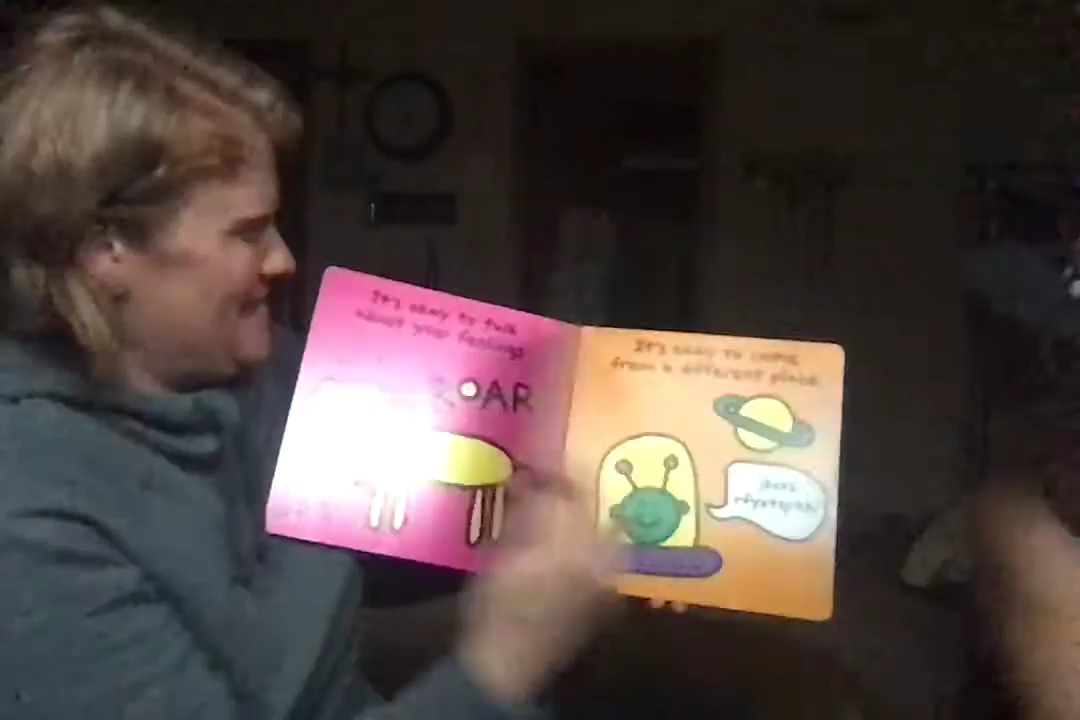 It's okay to talk
about your feelings
ROAR
It's okay to come
from a different place.